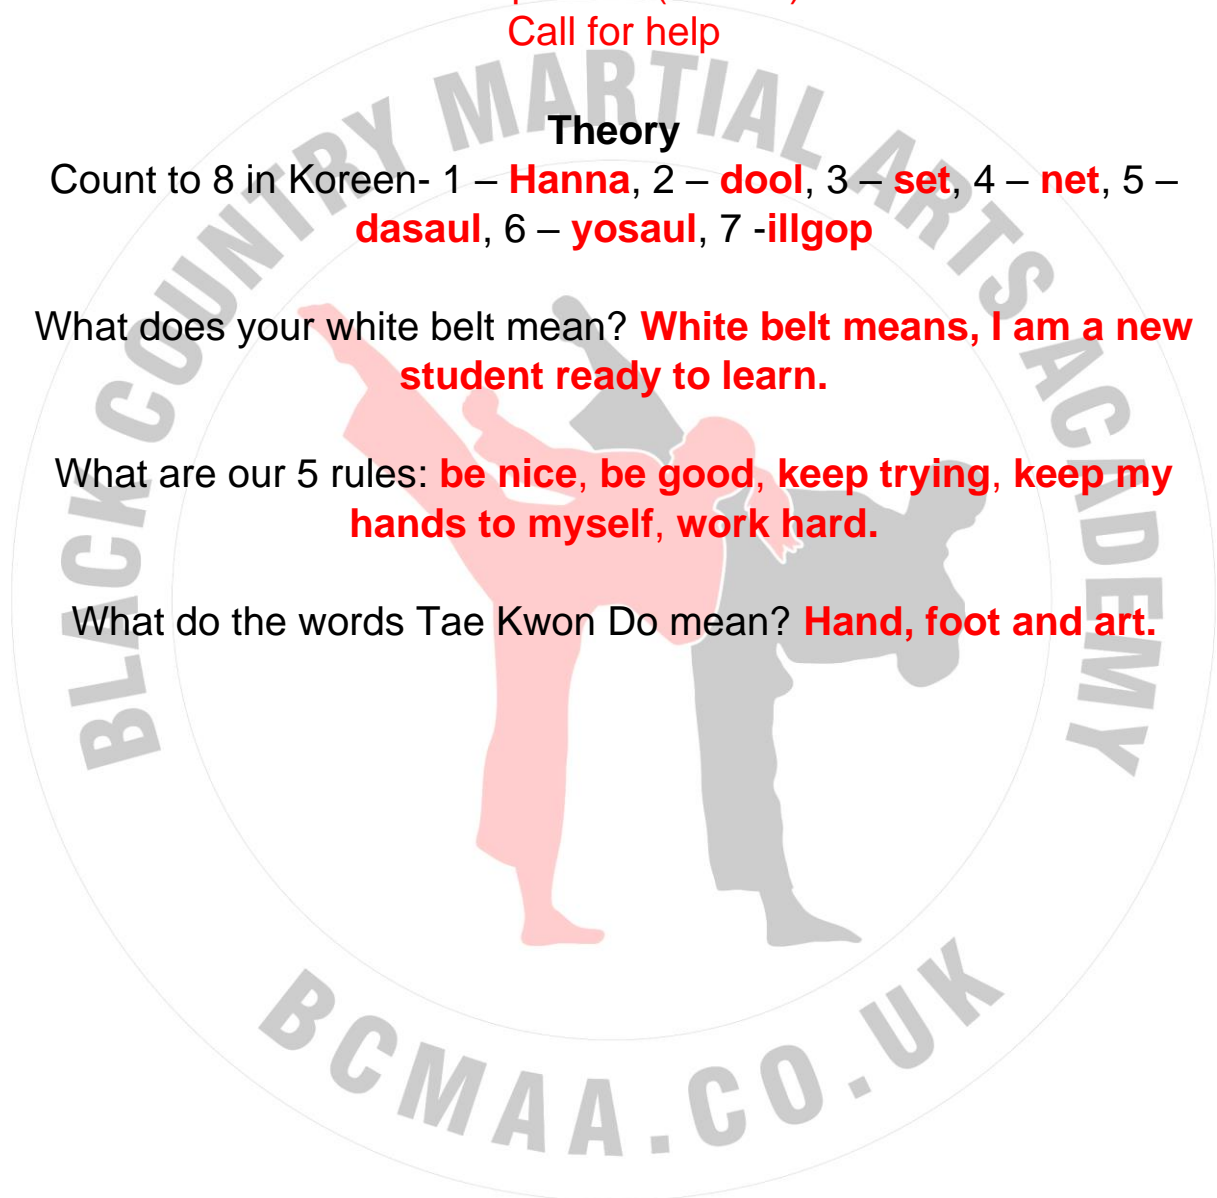 Call for help
Theory
Count to 8 in Koreen- 1 – Hanna, 2 – dool, 3 – set, 4 – net, 5 –
dasaul, 6 – yosaul, 7 -illgop
What does your white belt mean? White belt means, I am a new
student ready to learn.
What are our 5 rules: be nice, be good, keep trying, keep my
hands to myself, work hard.
What do the words Tae Kwon Do mean? Hand, foot and art.
BLACK COUNTRY MARTIAL ARTS ACADEMY
BCMAA.CO.UK